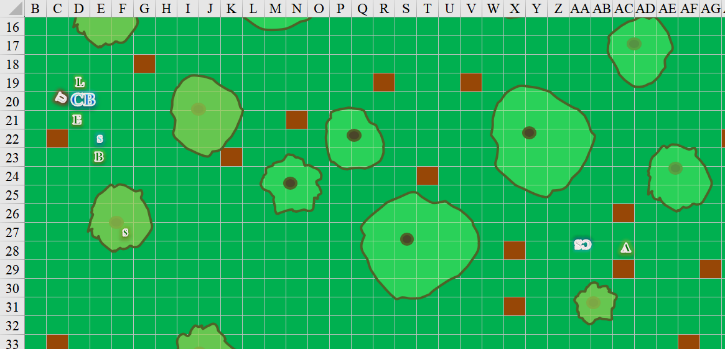 B C D E F G H I J K L M N O P Q R S T U V W X Y Z AA AB AC AD AE AF AG
16
17
18
19 L
20 D CB
21 E
22 S
23 B
24
25
26
27 S
28 A
29
30
31
32
33